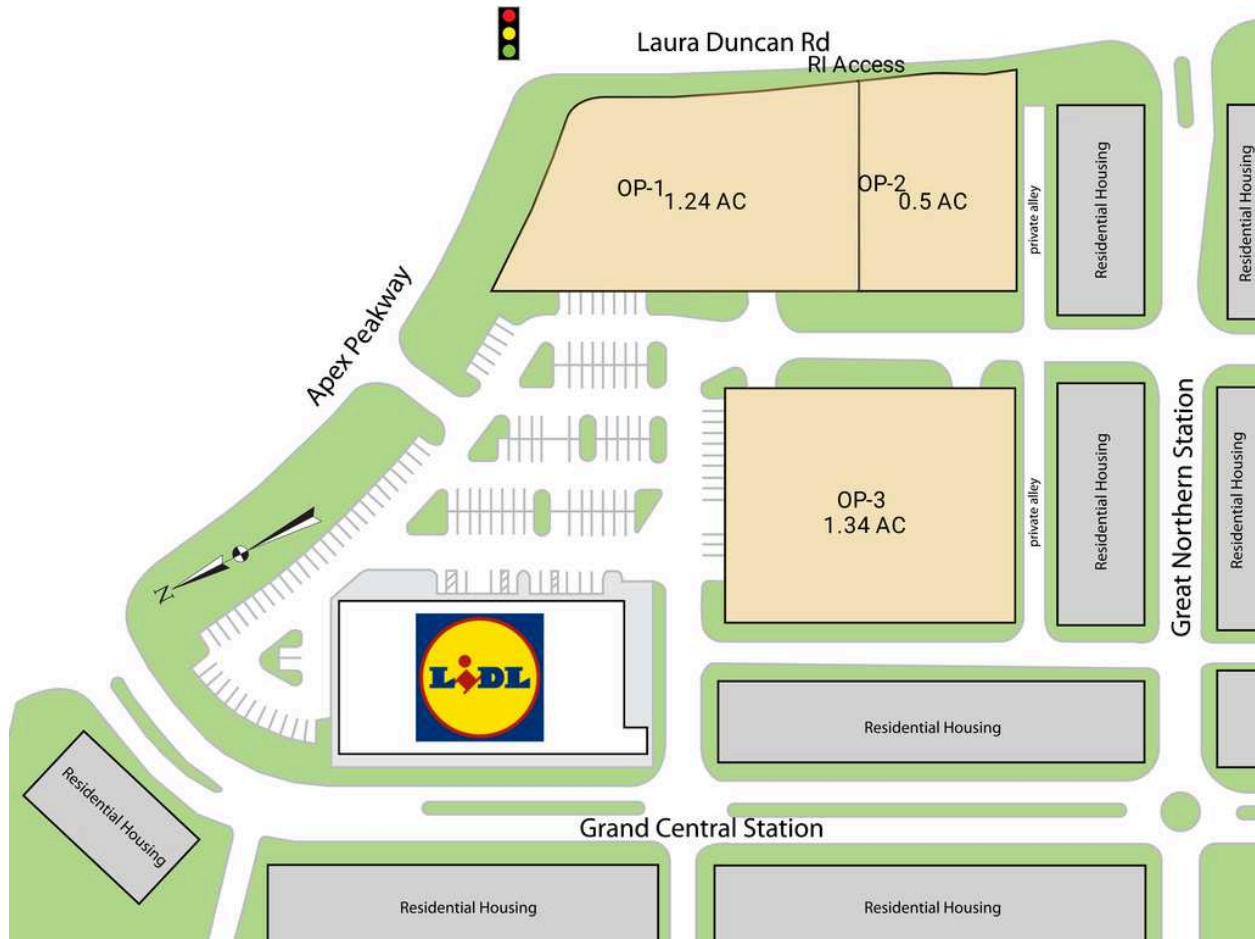 Laura Duncan Rd
RI Access
OP-1
1.24 AC
OP-2
0.5 AC
private alley
Residential Housing
Residential Housing
Apex Peakway
OP-3
1.34 AC
private alley
Residential Housing
Great Northern Station
Residential Housing
N
LIDL
Residential Housing
Residential Housing
Grand Central Station
Residential Housing
Residential Housing